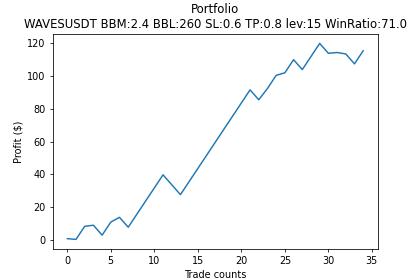 Portfolio
WAVESUSDT BBM:2.4 BBL:260 SL:0.6 TP:0.8 lev:15 WinRatio:71.0
120
100
80
60
40
20
0
Profit ($)
0 5 10 15 20 25 30 35
Trade counts